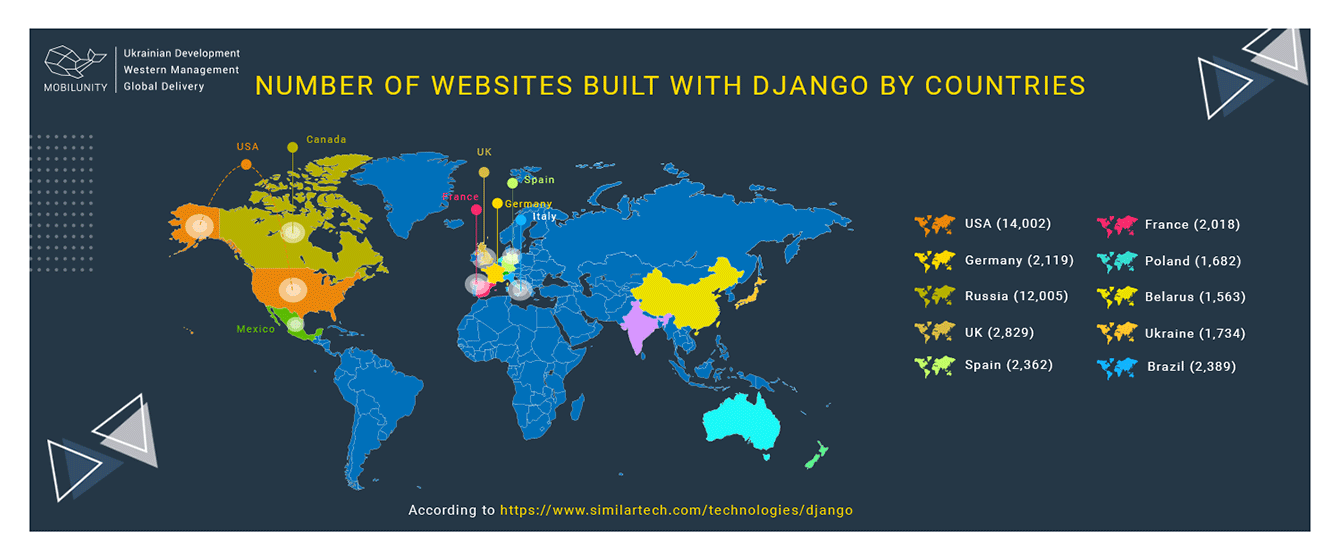 Ukrainian Development
Western Management
Global Delivery
MOBILUNITY
NUMBER OF WEBSITES BUILT WITH DJANGO BY COUNTRIES
USA
Canada
UK
Spain
France
Germany
Italy
Mexico
USA (14,002)
Germany (2,119)
Russia (12,005)
UK (2,829)
Spain (2,362)
France (2,018)
Poland (1,682)
Belarus (1,563)
Ukraine (1,734)
Brazil (2,389)
According to https://www.similartech.com/technologies/django